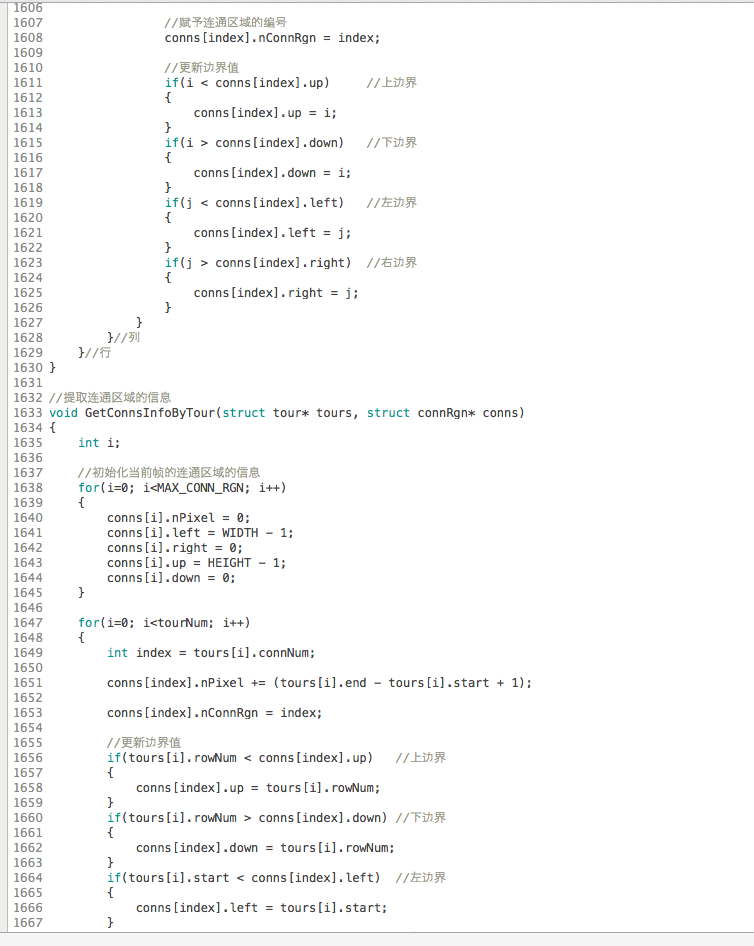 1606
1607                //赋予连通区域的编号
1608                conns[index].nConnRgn = index;
1609
1610                //更新边界值
1611                if(i < conns[index].up)     //上边界
1612                {
1613                    conns[index].up = i;
1614                }
1615                if(i > conns[index].down)   //下边界
1616                {
1617                    conns[index].down = i;
1618                }
1619                if(j < conns[index].left)   //左边界
1620                {
1621                    conns[index].left = j;
1622                }
1623                if(j > conns[index].right)  //右边界
1624                {
1625                    conns[index].right = j;
1626                }
1627            }
1628        }//列
1629    }//行
1630 }
1631
1632 //提取连通区域的信息
1633 void GetConnsInfoByTour(struct tour* tours, struct connRgn* conns)
1634 {
1635    int i;
1636
1637    //初始化当前帧的连通区域的信息
1638    for(i=0; i<MAX_CONN_RGN; i++)
1639    {
1640        conns[i].nPixel = 0;
1641        conns[i].left = WIDTH - 1;
1642        conns[i].right = 0;
1643        conns[i].up = HEIGHT - 1;
1644        conns[i].down = 0;
1645    }
1646
1647    for(i=0; i<tourNum; i++)
1648    {
1649        int index = tours[i].connNum;
1650
1651        conns[index].nPixel += (tours[i].end - tours[i].start + 1);
1652
1653        conns[index].nConnRgn = index;
1654
1655        //更新边界值
1656        if(tours[i].rowNum < conns[index].up)   //上边界
1657        {
1658            conns[index].up = tours[i].rowNum;
1659        }
1660        if(tours[i].rowNum > conns[index].down) //下边界
1661        {
1662            conns[index].down = tours[i].rowNum;
1663        }
1664        if(tours[i].start < conns[index].left)  //左边界
1665        {
1666            conns[index].left = tours[i].start;
1667        }